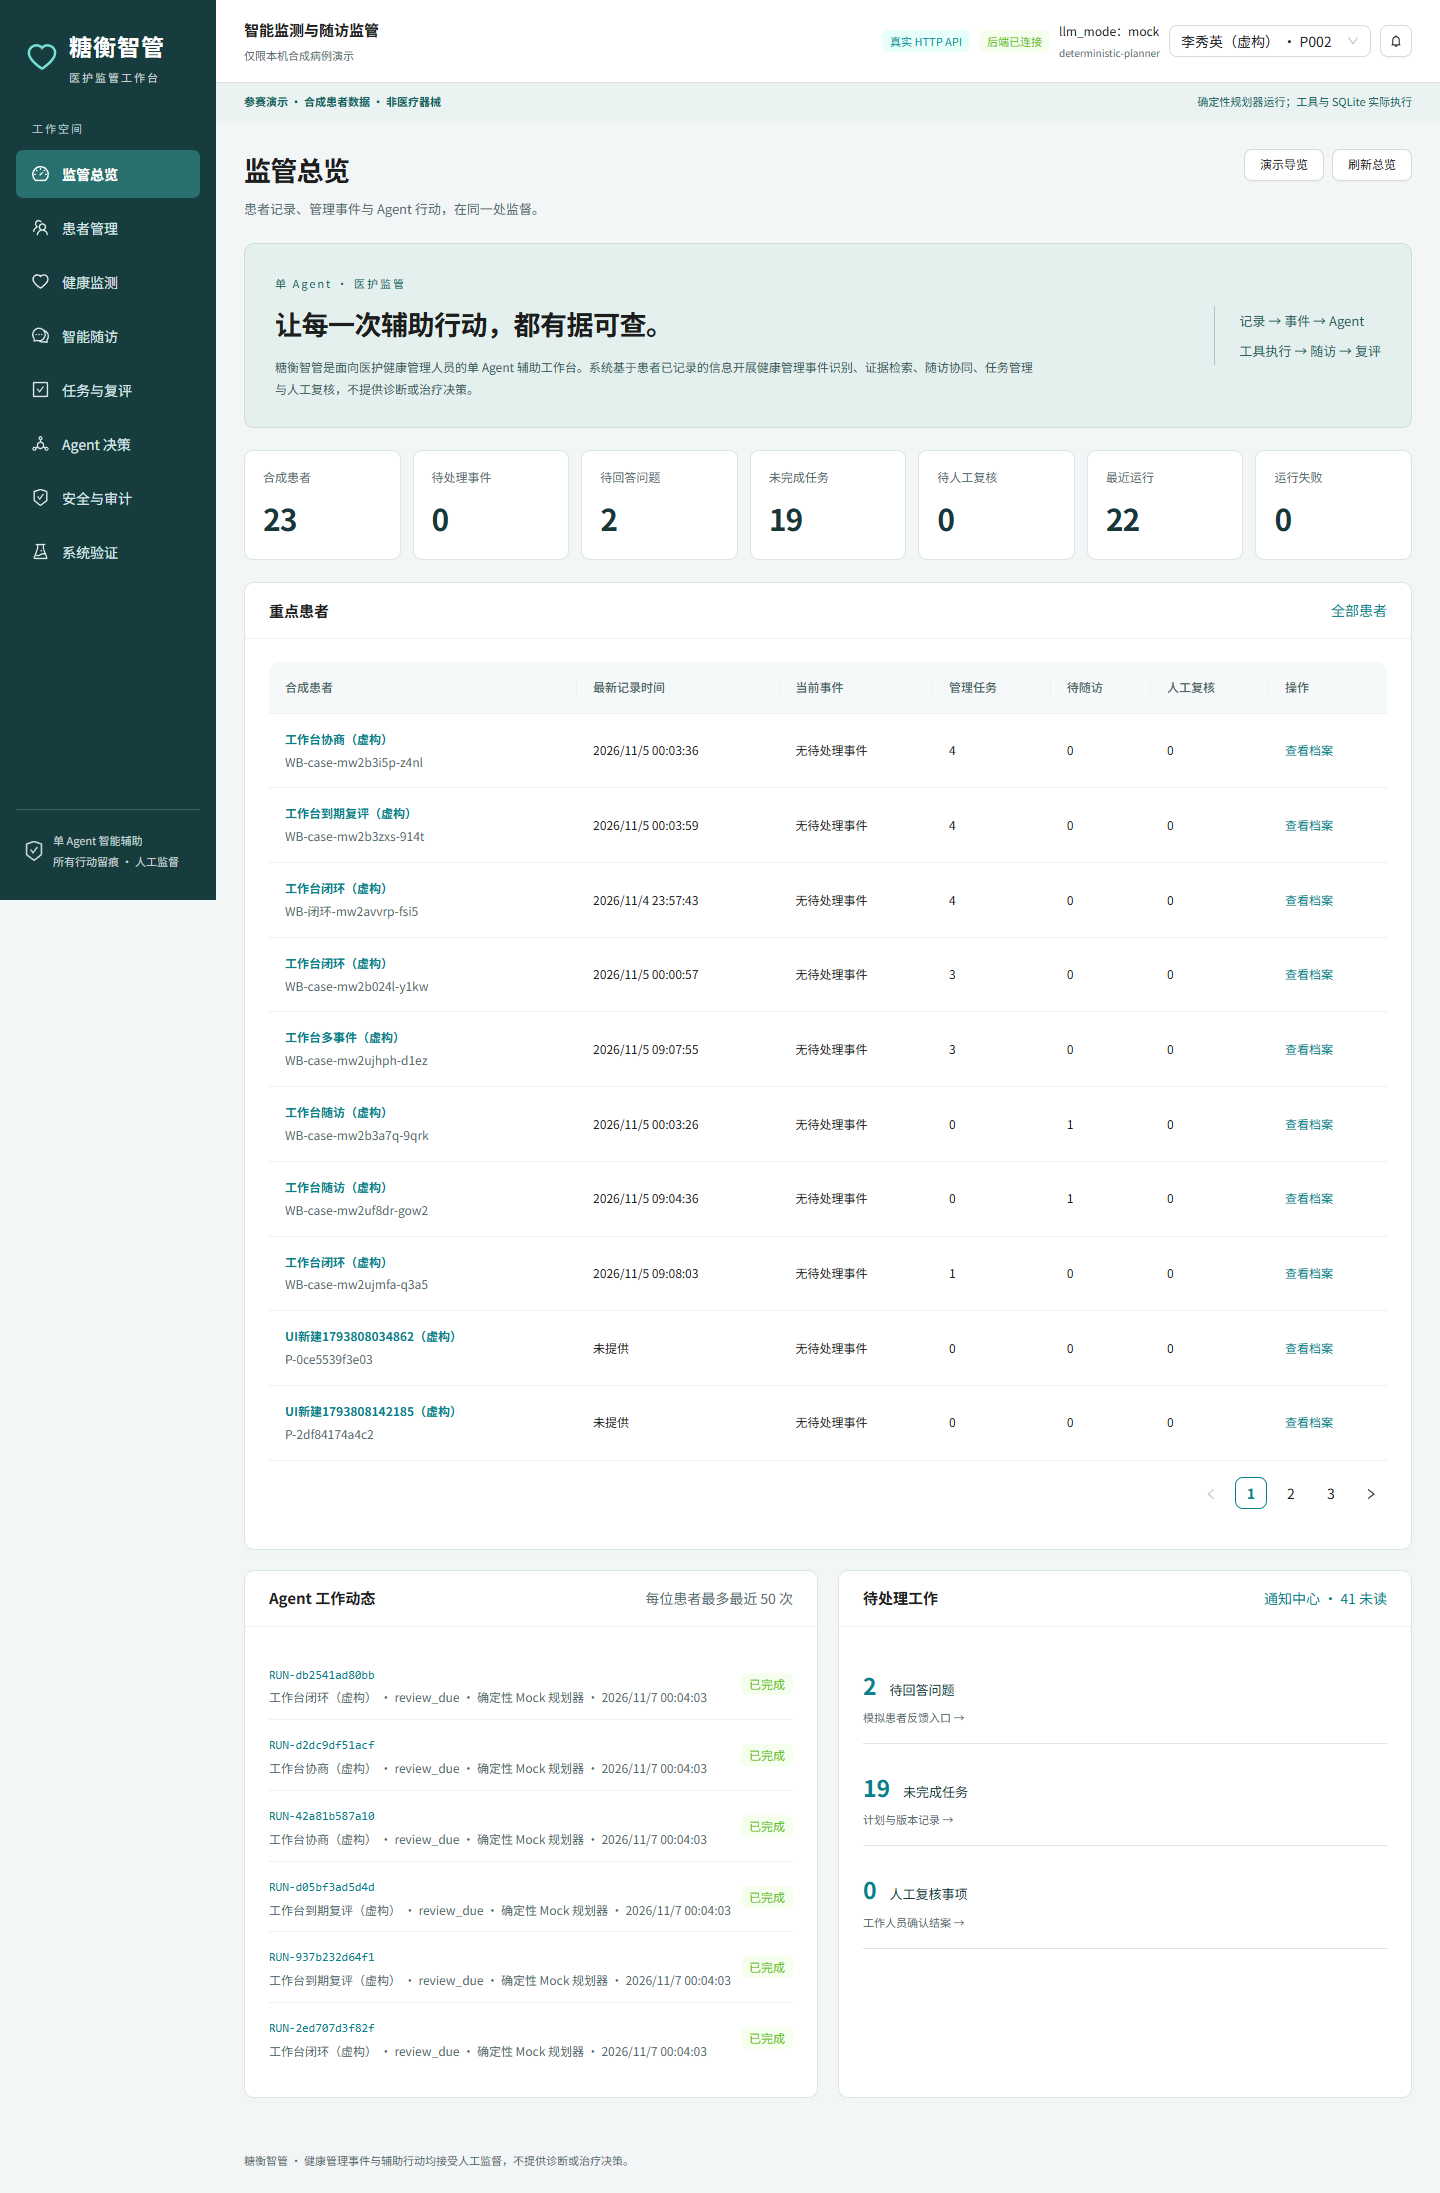 糖衡智管
医护监管工作台
工作空间
监管总览
患者管理
健康监测
智能随访
任务与复评
Agent 决策
安全与审计
系统验证
单 Agent 智能辅助
所有行动留痕 · 人工监督
智能监测与随访监管
仅限本机合成病例演示
真实 HTTP API
后端已连接
llm_mode: mock
deterministic-planner
李秀英（虚构） · P002
参赛演示 · 合成患者数据 · 非医疗器械
确定性规划器运行；工具与 SQLite 实际执行
监管总览
患者记录、管理事件与 Agent 行动，在同一处监督。
演示导览
刷新总览
单 Agent · 医护监管
让每一次辅助行动，都有据可查。
糖衡智管是面向医护健康管理人员的单 Agent 辅助工作台。系统基于患者已记录的信息开展健康管理事件识别、证据检索、随访协同、任务管理
与人工复核，不提供诊断或治疗决策。
记录 → 事件 → Agent
工具执行 → 随访 → 复评
合成患者 待处理事件 待回答问题 未完成任务 待人工复核 最近运行 运行失败
23 0 2 19 0 22 0
重点患者 全部患者
合成患者 最新记录时间 当前事件 管理任务 待随访 人工复核 操作
工作台协商（虚构）
WB-case-mw2b3i5p-z4nl
2026/11/5 00:03:36 无待处理事件 4 0 0 查看档案
工作台到期复评（虚构）
WB-case-mw2b3zxs-914t
2026/11/5 00:03:59 无待处理事件 4 0 0 查看档案
工作台闭环（虚构）
WB-闭环-mw2avvrp-fsi5
2026/11/4 23:57:43 无待处理事件 4 0 0 查看档案
工作台闭环（虚构）
WB-case-mw2b024l-y1kw
2026/11/5 00:00:57 无待处理事件 3 0 0 查看档案
工作台多事件（虚构）
WB-case-mw2ujhph-d1ez
2026/11/5 09:07:55 无待处理事件 3 0 0 查看档案
工作台随访（虚构）
WB-case-mw2b3a7q-9qrk
2026/11/5 00:03:26 无待处理事件 0 1 0 查看档案
工作台随访（虚构）
WB-case-mw2uf8dr-gow2
2026/11/5 09:04:36 无待处理事件 0 1 0 查看档案
工作台闭环（虚构）
WB-case-mw2ujmfa-q3a5
2026/11/5 09:08:03 无待处理事件 1 0 0 查看档案
UI新建1793808034862（虚构）
P-0ce5539f3e03
未提供 无待处理事件 0 0 0 查看档案
UI新建1793808142185（虚构）
P-2df84174a4c2
未提供 无待处理事件 0 0 0 查看档案
1 2 3
Agent 工作动态 每位患者最多最近 50 次
RUN-db2541ad80bb
工作台闭环（虚构） · review_due · 确定性 Mock 规划器 · 2026/11/7 00:04:03
已完成
RUN-d2dc9df51acf
工作台协商（虚构） · review_due · 确定性 Mock 规划器 · 2026/11/7 00:04:03
已完成
RUN-42a81b587a10
工作台协商（虚构） · review_due · 确定性 Mock 规划器 · 2026/11/7 00:04:03
已完成
RUN-d05bf3ad5d4d
工作台到期复评（虚构） · review_due · 确定性 Mock 规划器 · 2026/11/7 00:04:03
已完成
RUN-937b232d64f1
工作台到期复评（虚构） · review_due · 确定性 Mock 规划器 · 2026/11/7 00:04:03
已完成
RUN-2ed707d3f82f
工作台闭环（虚构） · review_due · 确定性 Mock 规划器 · 2026/11/7 00:04:03
已完成
待处理工作 通知中心 · 41 未读
2 待回答问题
模拟患者反馈入口 →
19 未完成任务
计划与版本记录 →
0 人工复核事项
工作人员确认结案 →
糖衡智管 · 健康管理事件与辅助行动均接受人工监督，不提供诊断或治疗决策。